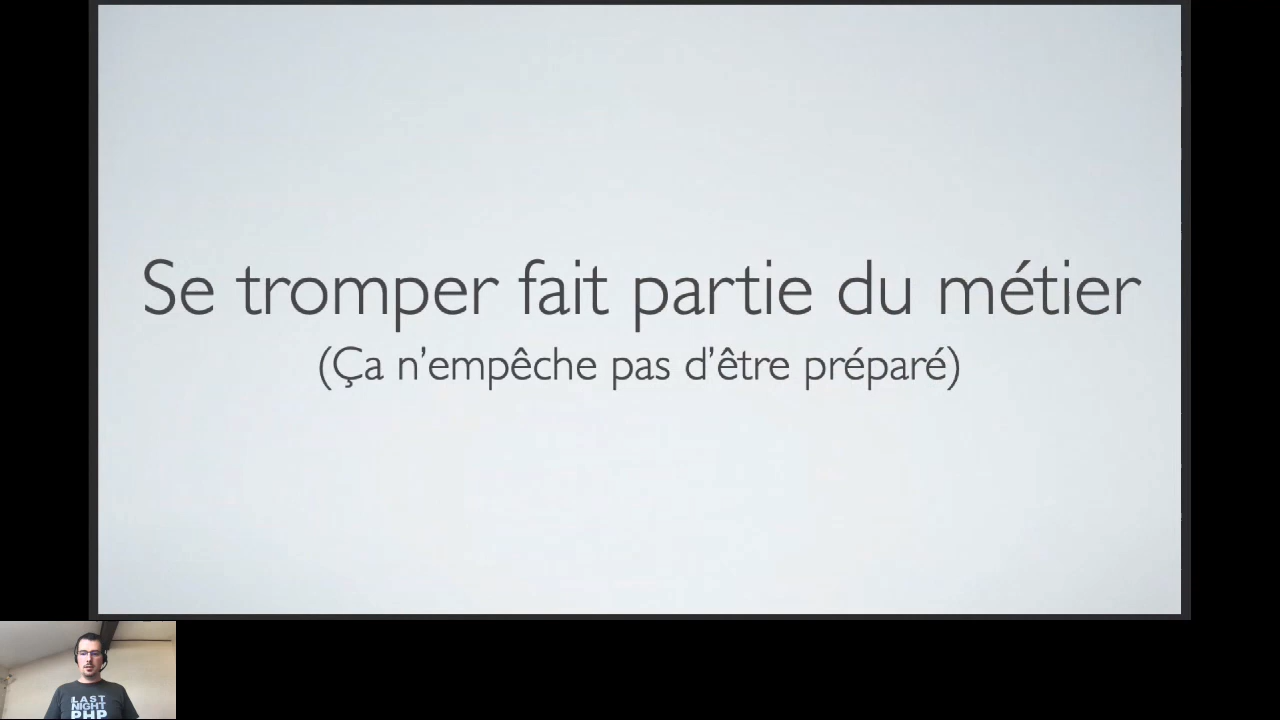 Se tromper fait partie du métier
(Ça n’empêche pas d’être préparé)
LAST
NIGHT
PHP